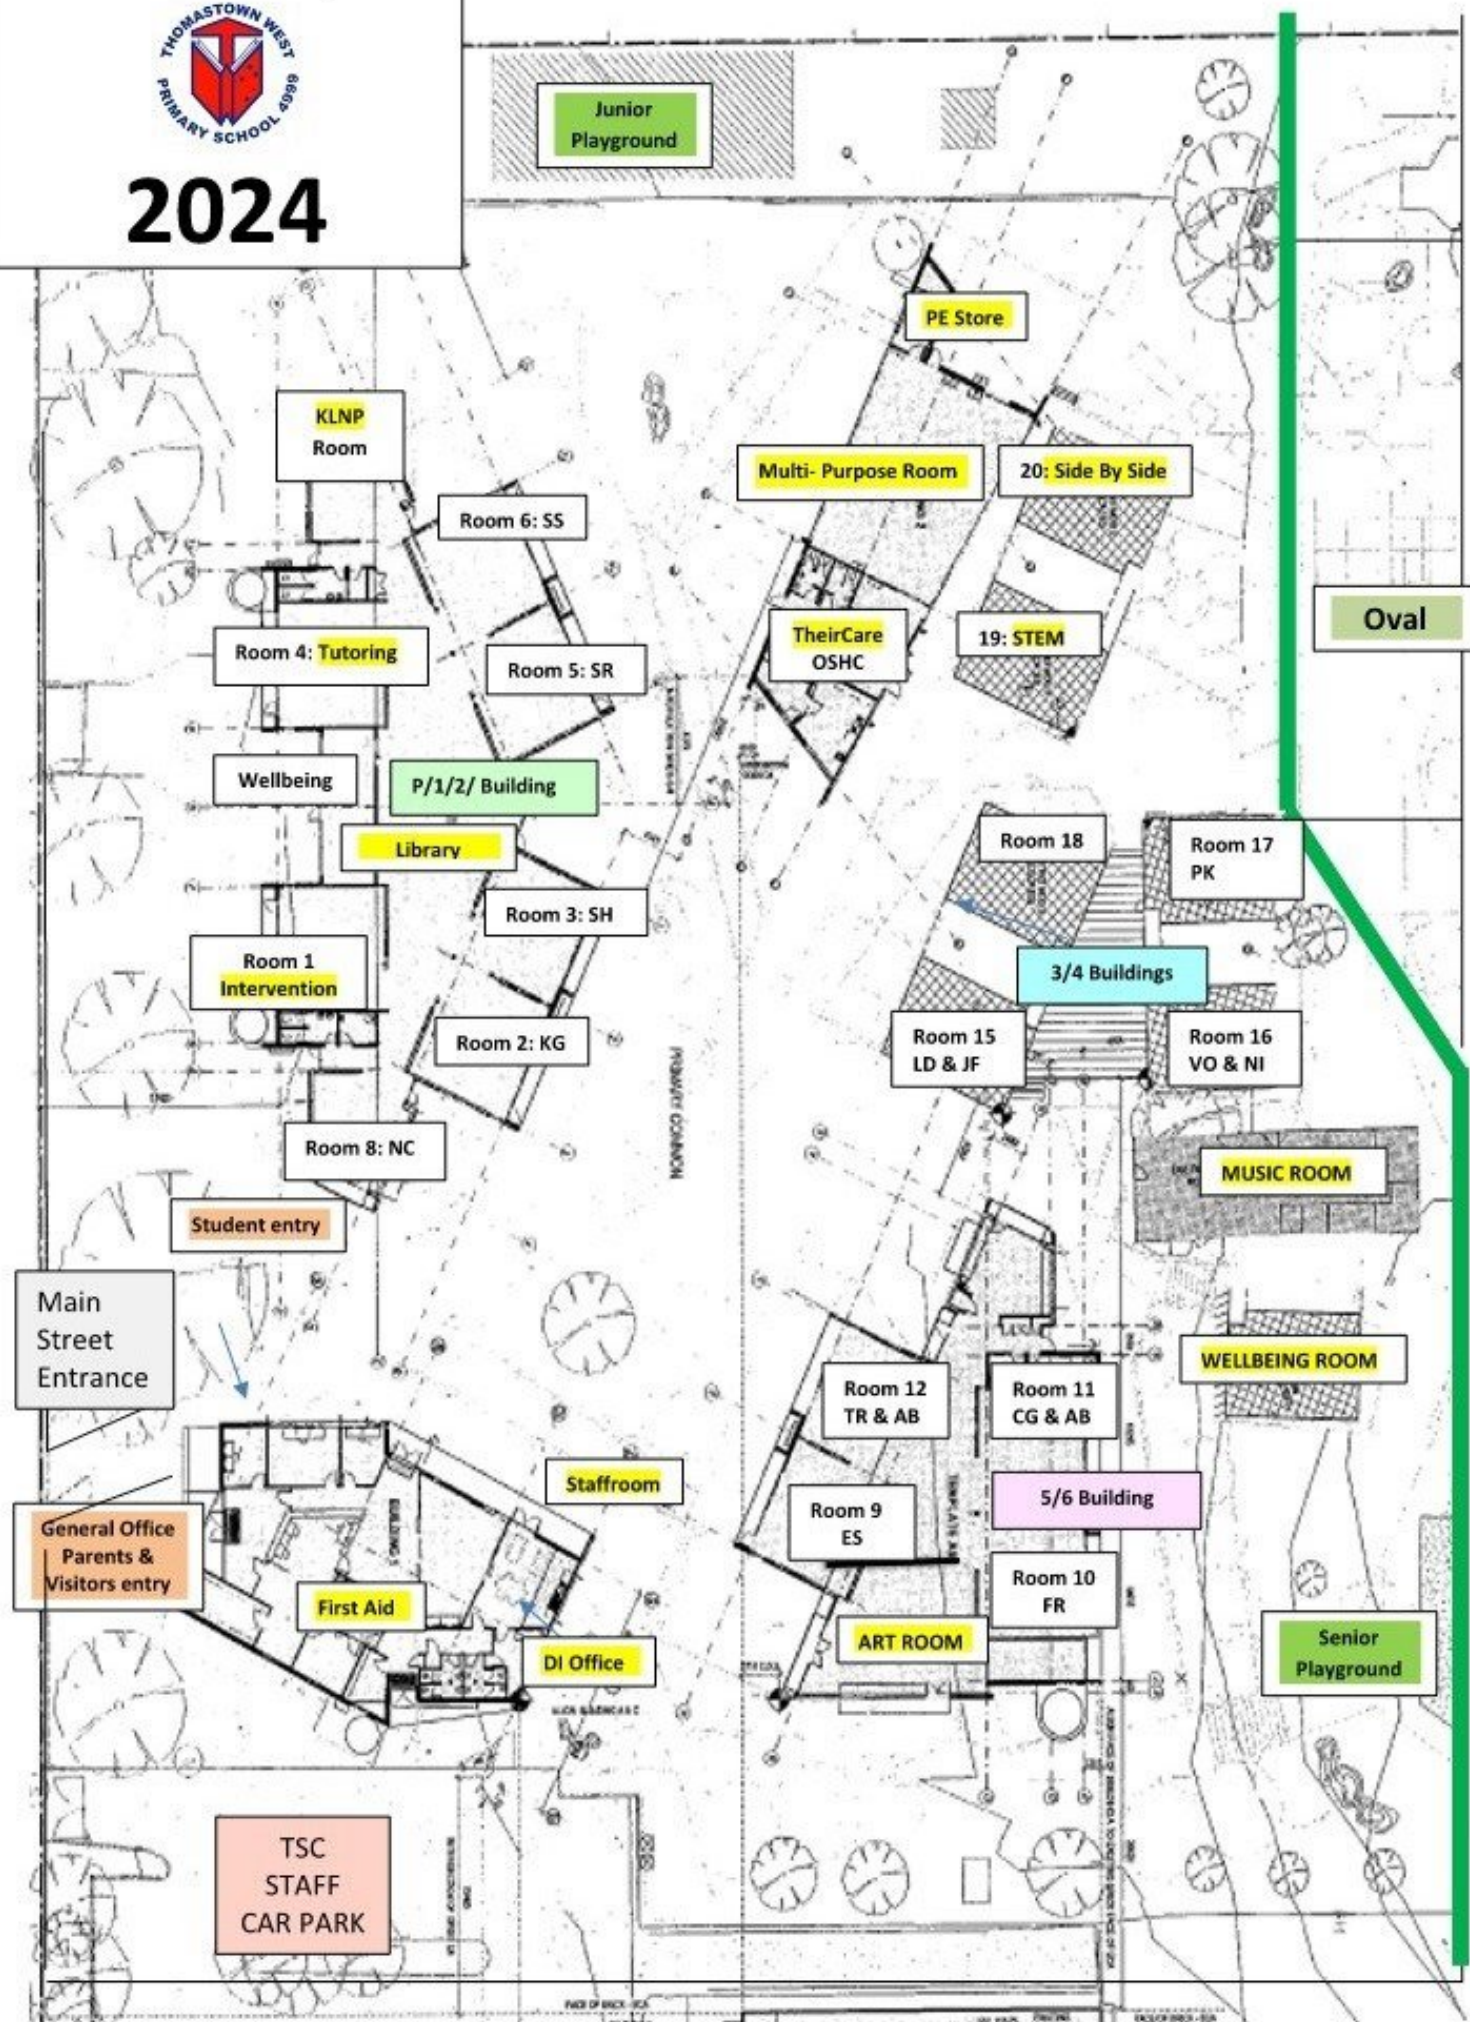 THOMASTOWN WEST
PRIMARY SCHOOL 4999
2024
Junior
Playground
PE Store
KLNP
Room
Multi- Purpose Room
20: Side By Side
Room 6: SS
Oval
TheirCare
OSHC
19: STEM
Room 4: Tutoring
Room 5: SR
Wellbeing
P/1/2/ Building
Library
Room 18
Room 17
PK
Room 3: SH
Room 1
Intervention
3/4 Buildings
Room 2: KG
Room 15
LD & JF
Room 16
VO & NI
PRIMARY COMMON
Room 8: NC
MUSIC ROOM
Student entry
Main
Street
Entrance
WELLBEING ROOM
Room 12
TR & AB
Room 11
CG & AB
Staffroom
5/6 Building
Room 9
ES
General Office
Parents &
Visitors entry
BUILDING 5
First Aid
Room 10
FR
ART ROOM
DI Office
Senior
Playground
TSC
STAFF
CAR PARK